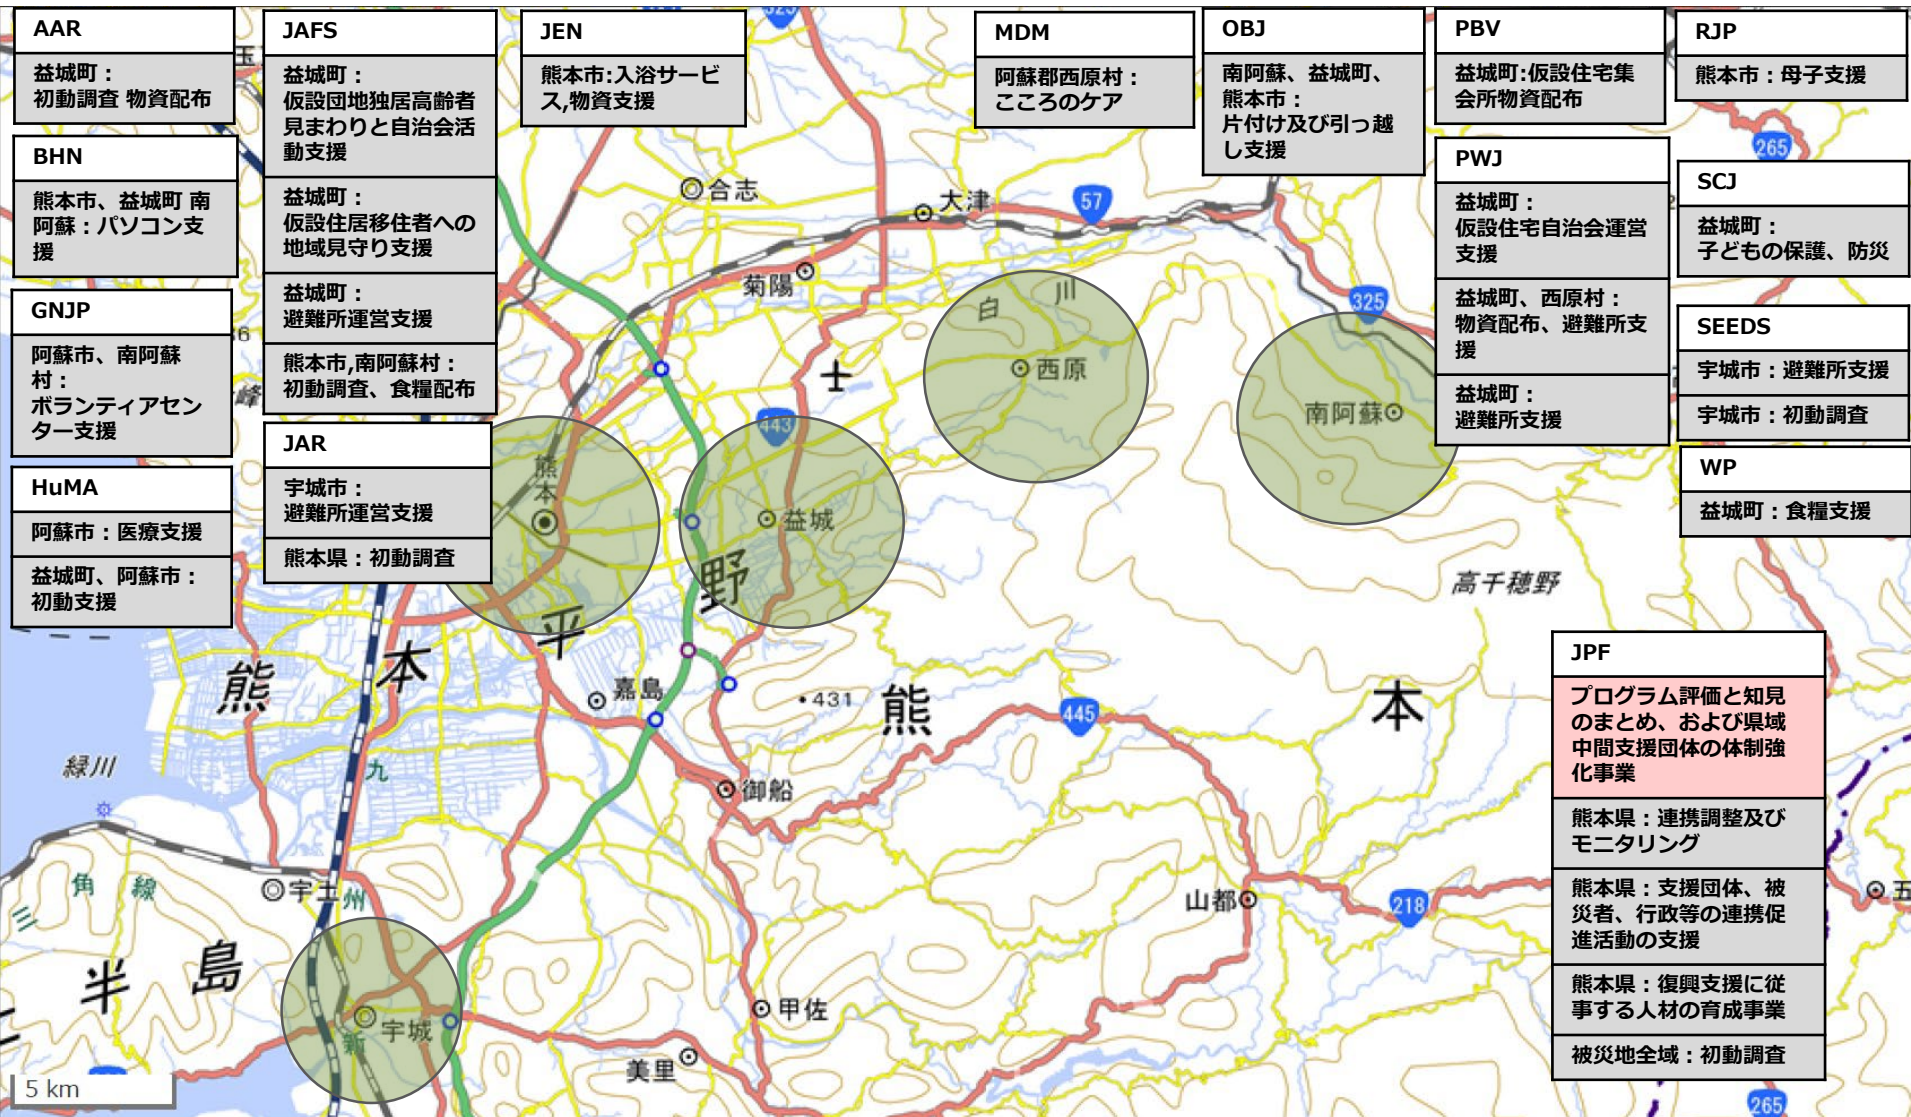 AAR
益城町：
初動調査 物資配布
BHN
熊本市、益城町 南
阿蘇：パソコン支
援
GNJP
阿蘇市、南阿蘇
村：
ボランティアセン
ター支援
HuMA
阿蘇市：医療支援
益城町、阿蘇市：
初動支援
JAFS
益城町：
仮設団地独居高齢者
見まわりと自治会活
動支援
益城町：
仮設住居移住者への
地域見守り支援
益城町：
避難所運営支援
熊本市,南阿蘇村：
初動調査、食糧配布
JAR
宇城市：
避難所運営支援
熊本県：初動調査
JEN
熊本市:入浴サービ
ス,物資支援
MDM
阿蘇郡西原村：
こころのケア
OBJ
南阿蘇、益城町、
熊本市：
片付け及び引っ越
し支援
PBV
益城町:仮設住宅集
会所物資配布
PWJ
益城町：
仮設住宅自治会運営
支援
益城町、西原村：
物資配布、避難所支
援
益城町：
避難所支援
RJP
熊本市：母子支援
SCJ
益城町：
子どもの保護、防災
SEEDS
宇城市：避難所支援
宇城市：初動調査
WP
益城町：食糧支援
JPF
プログラム評価と知見
のまとめ、および県域
中間支援団体の体制強
化事業
熊本県：連携調整及び
モニタリング
熊本県：支援団体、被
災者、行政等の連携促
進活動の支援
熊本県：復興支援に従
事する人材の育成事業
被災地全域：初動調査
玉
325
265
合志
大津
57
菊陽
白川
325
士
西原
南阿蘇
443
峰
熊本
益城
高千穂野
野
平
本
熊
嘉島
431
熊
本
445
緑川
九
御船
三角線
宇土
州
山都
218
五
島
半
宇城
新
甲佐
美里
265
5 km